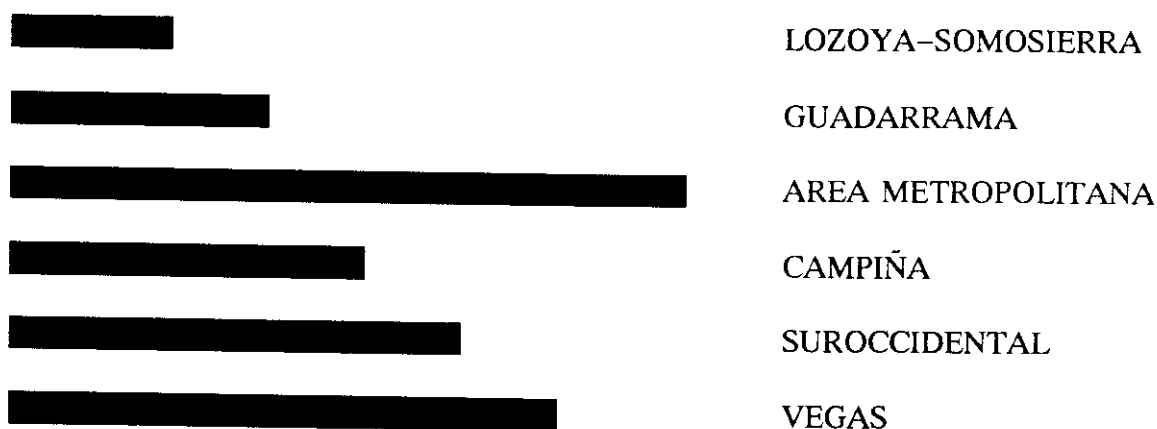 LOZOYA–SOMOSIERRA
GUADARRAMA
AREA METROPOLITANA
CAMPIÑA
SUROCCIDENTAL
VEGAS